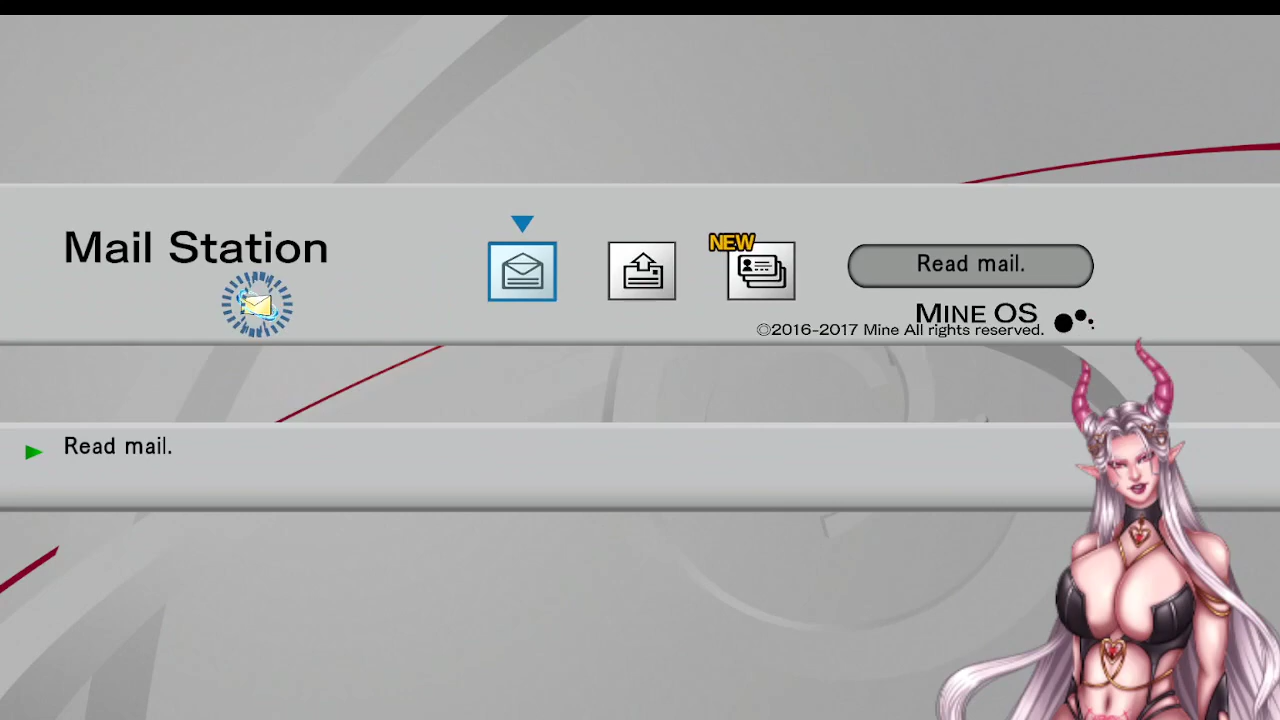 Mail Station
NEW
Read mail.
MINE OS
©2016-2017 Mine All rights reserved.
Read mail.